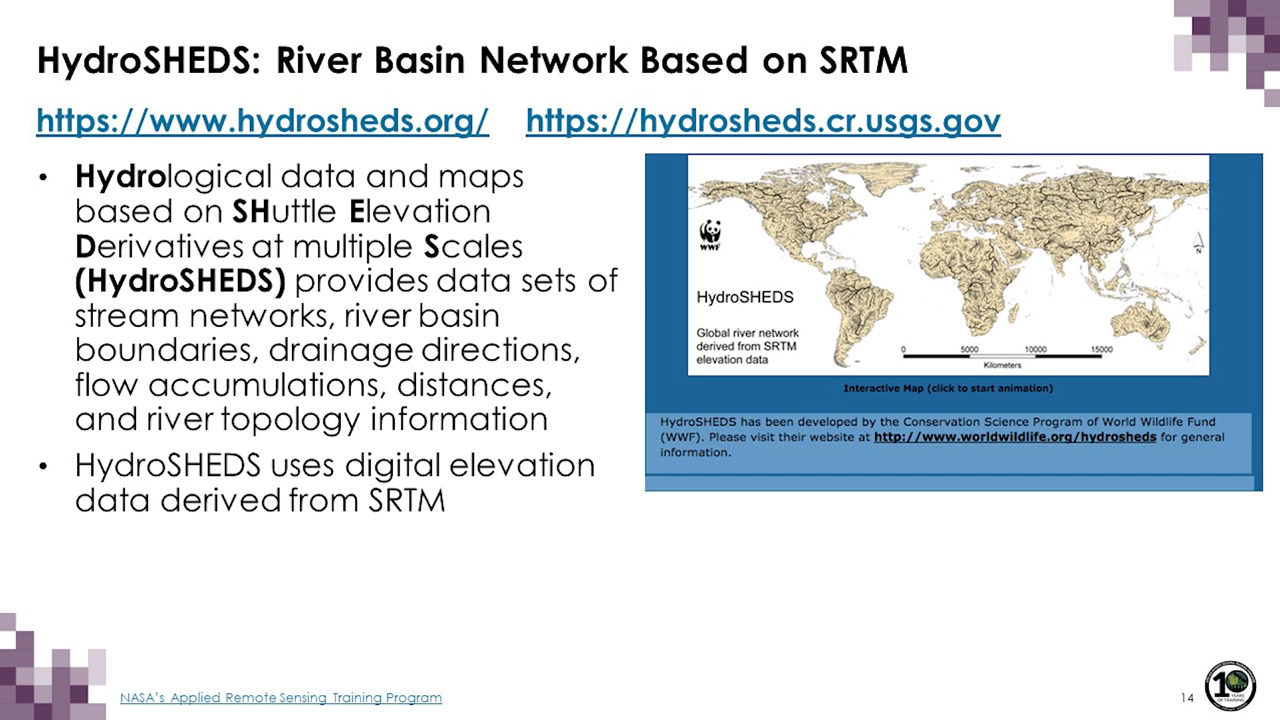 HydroSHEDS: River Basin Network Based on SRTM
https://www.hydrosheds.org/ https://hydrosheds.cr.usgs.gov
• Hydrological data and maps
based on SHuttle Elevation
Derivatives at multiple Scales
(HydroSHEDS) provides data sets of
stream networks, river basin
boundaries, drainage directions,
flow accumulations, distances,
and river topology information
• HydroSHEDS uses digital elevation
data derived from SRTM
WWF
N
HydroSHEDS
Global river network
derived from SRTM
elevation data
0 5000 10000 15000
Kilometers
Interactive Map (click to start animation)
HydroSHEDS has been developed by the Conservation Science Program of World Wildlife Fund
(WWF). Please visit their website at http://www.worldwildlife.org/hydrosheds for general
information.
NASA's Applied Remote Sensing Training Program
14
10
YEARS
OF TRAINING